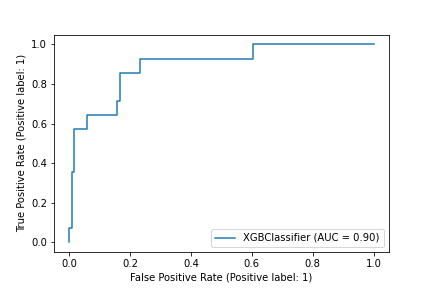 1.0
0.8
0.6
0.4
0.2
0.0
True Positive Rate (Positive label: 1)
XGBClassifier (AUC = 0.90)
0.0 0.2 0.4 0.6 0.8 1.0
False Positive Rate (Positive label: 1)